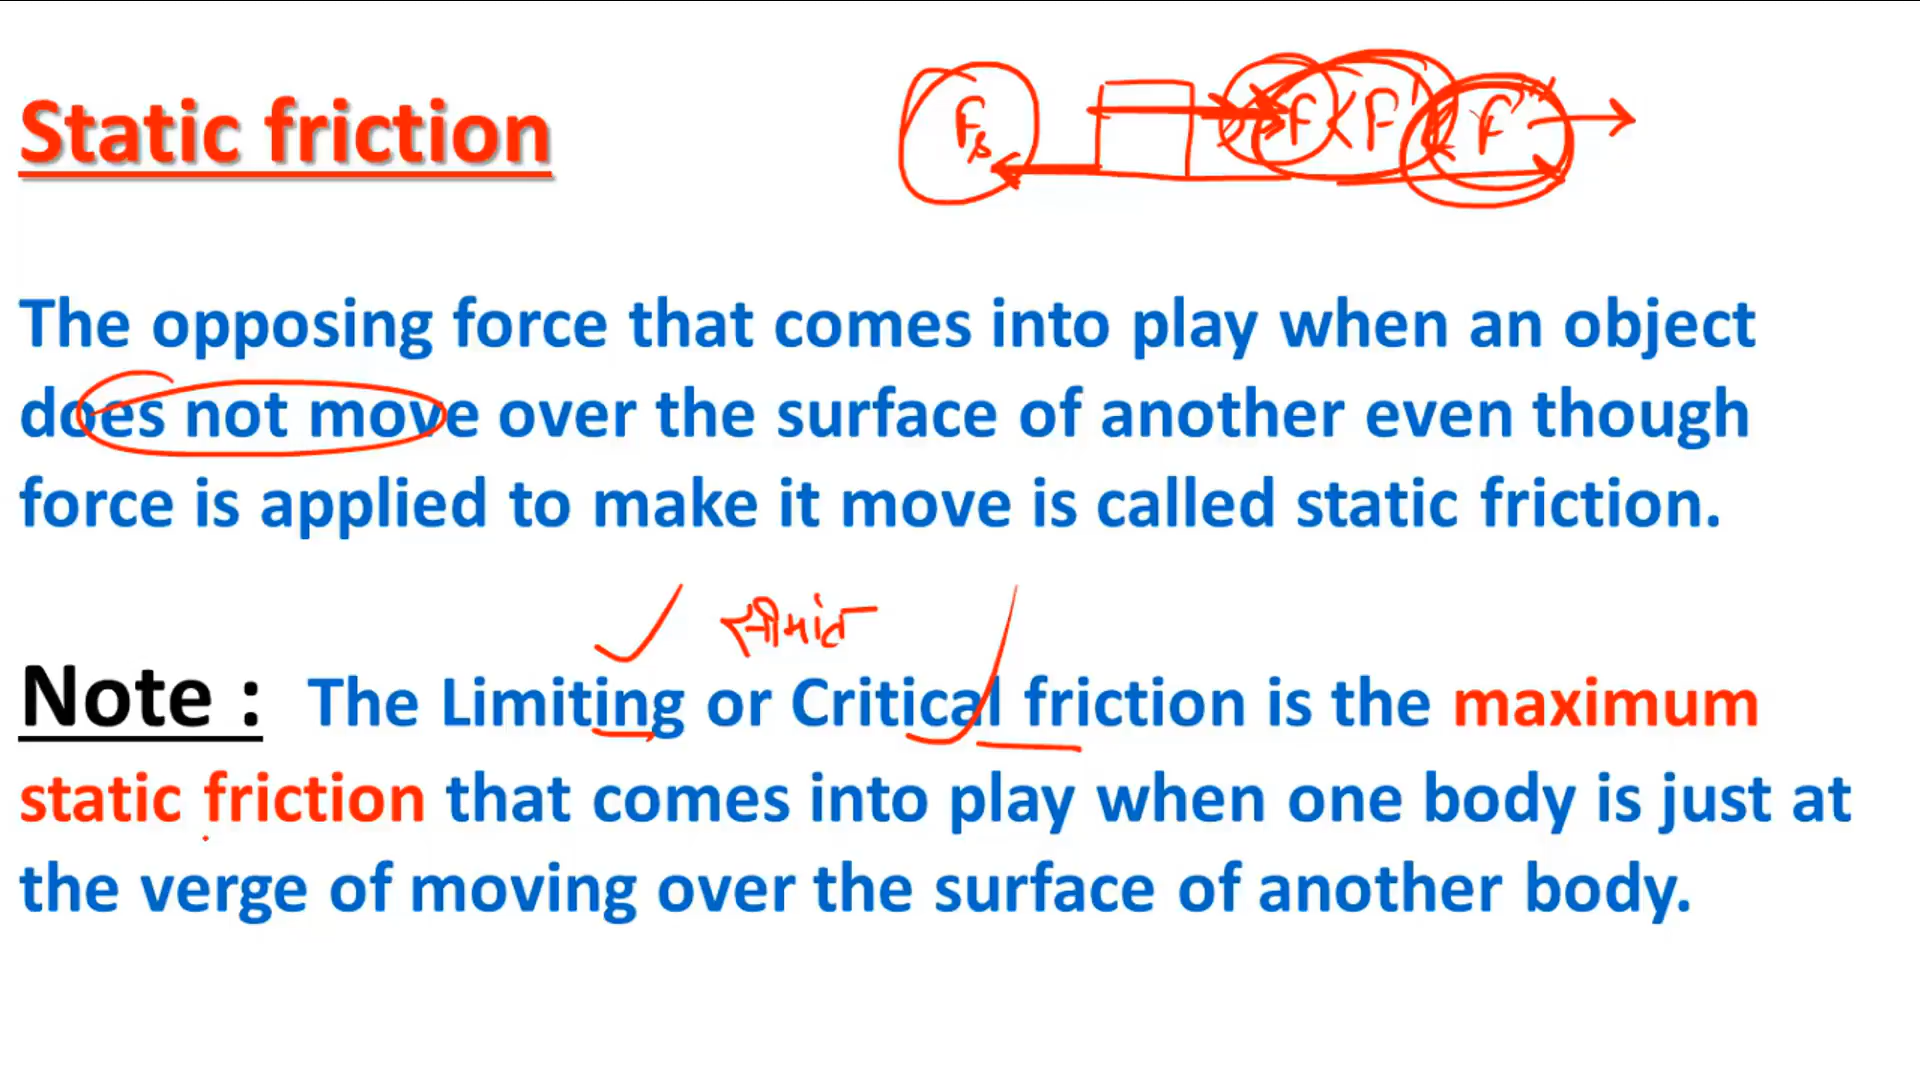 Static friction
Fs F < F' F''
The opposing force that comes into play when an object
does not move over the surface of another even though
force is applied to make it move is called static friction.
सीमांत
Note : The Limiting or Critical friction is the maximum
static friction that comes into play when one body is just at
the verge of moving over the surface of another body.